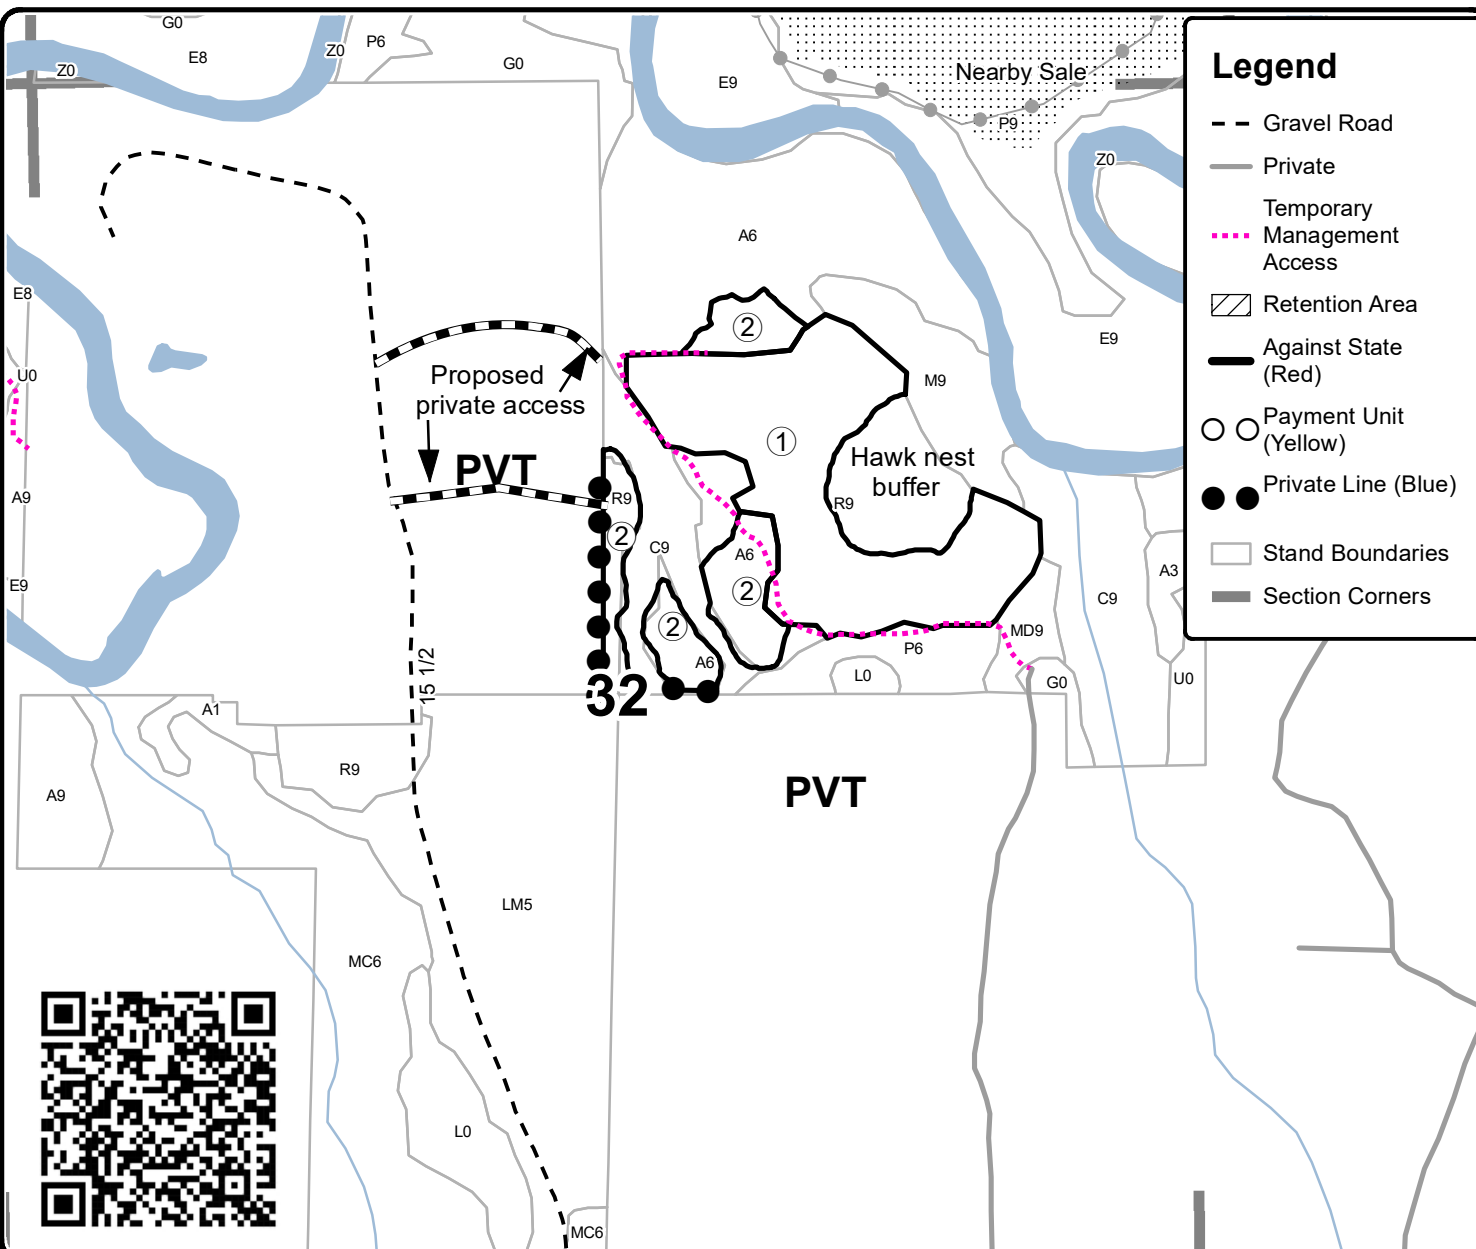 G0
E8
Z0
Z0
P6
G0
E9
Nearby Sale
P9
Z0
A6
E8
E9
U0
M9
Proposed
private access
PVT
A9
E9
2
1
Hawk nest
buffer
R9
R9
2
C9
A6
2
2
A6
MD9
P6
L0
G0
C9
A3
U0
15 1/2
32
A1
R9
A9
PVT
LM5
MC6
L0
MC6
Legend
Gravel Road
Private
Temporary
Management
Access
Retention Area
Against State
(Red)
Payment Unit
(Yellow)
Private Line (Blue)
Stand Boundaries
Section Corners